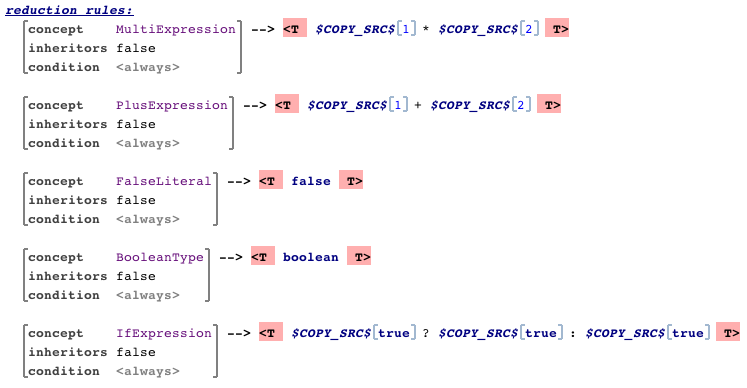 reduction rules:
concept MultiExpression --> <T $COPY_SRC$[1] * $COPY_SRC$[2] T>
inheritors false
condition <always>
concept PlusExpression --> <T $COPY_SRC$[1] + $COPY_SRC$[2] T>
inheritors false
condition <always>
concept FalseLiteral --> <T false T>
inheritors false
condition <always>
concept BooleanType --> <T boolean T>
inheritors false
condition <always>
concept IfExpression --> <T $COPY_SRC$[true] ? $COPY_SRC$[true] : $COPY_SRC$[true] T>
inheritors false
condition <always>